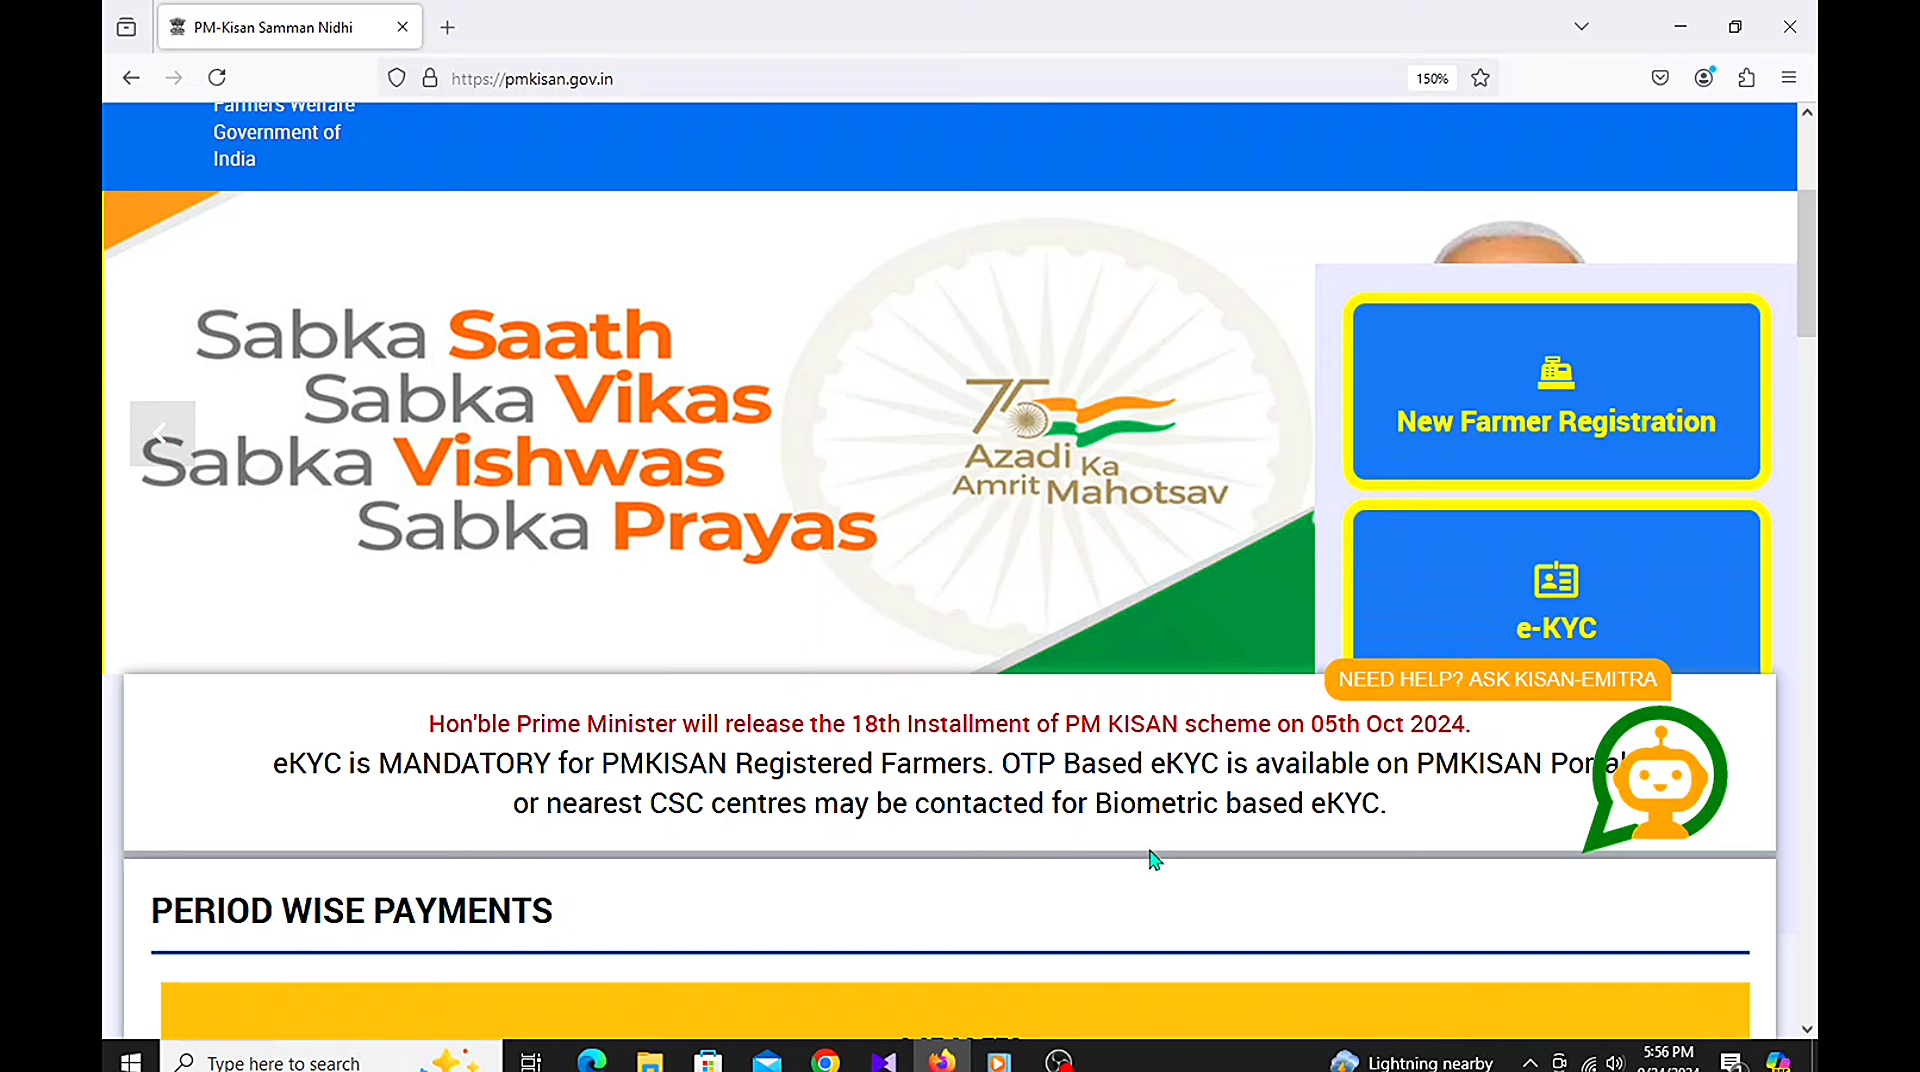 PM-Kisan Samman Nidhi
https://pmkisan.gov.in
150%
Farmers Welfare
Government of
India
Sabka Saath
Sabka Vikas
Sabka Vishwas
Sabka Prayas
75
Azadi Ka
Amrit Mahotsav
New Farmer Registration
e-KYC
NEED HELP? ASK KISAN-EMITRA
Hon'ble Prime Minister will release the 18th Installment of PM KISAN scheme on 05th Oct 2024.
eKYC is MANDATORY for PMKISAN Registered Farmers. OTP Based eKYC is available on PMKISAN Portal
or nearest CSC centres may be contacted for Biometric based eKYC.
PERIOD WISE PAYMENTS
Type here to search
Lightning nearby
5:56 PM